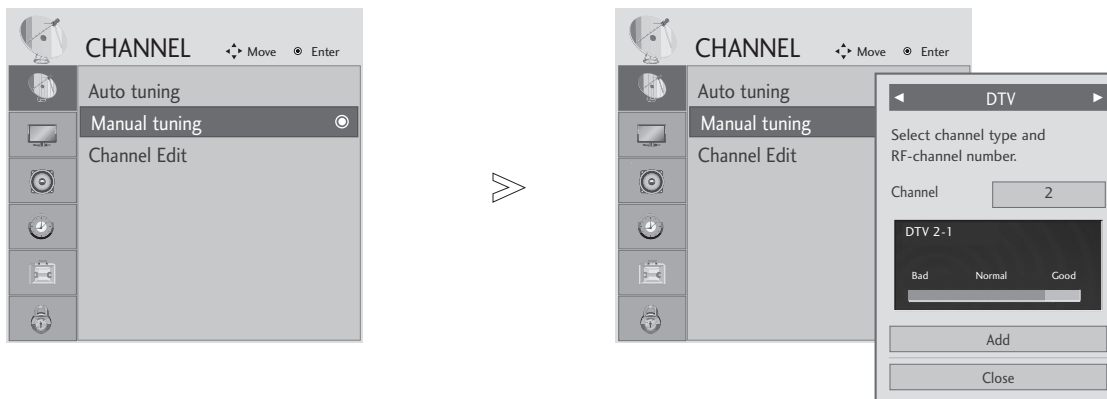 CHANNEL
Move
Enter
Auto tuning
Manual tuning
Channel Edit
CHANNEL
Move
Enter
Auto tuning
Manual tuning
Channel Edit
DTV
Select channel type and
RF-channel number.
Channel
2
DTV 2-1
Bad Normal Good
Add
Close